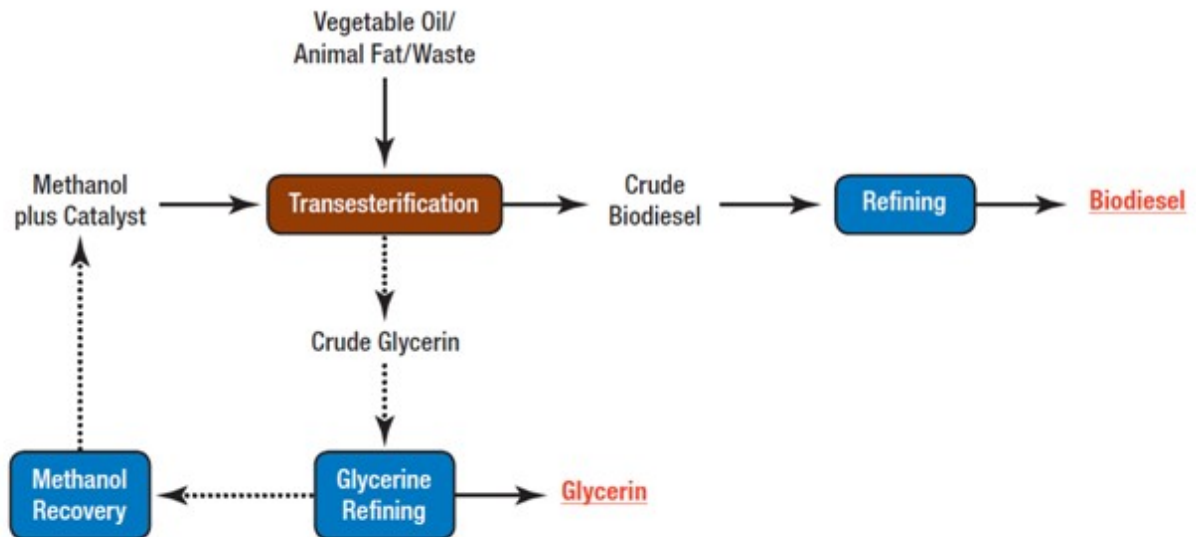 Vegetable Oil/
Animal Fat/Waste
Methanol
plus Catalyst
Transesterification
Crude
Biodiesel
Refining
Biodiesel
Crude Glycerin
Methanol
Recovery
Glycerine
Refining
Glycerin